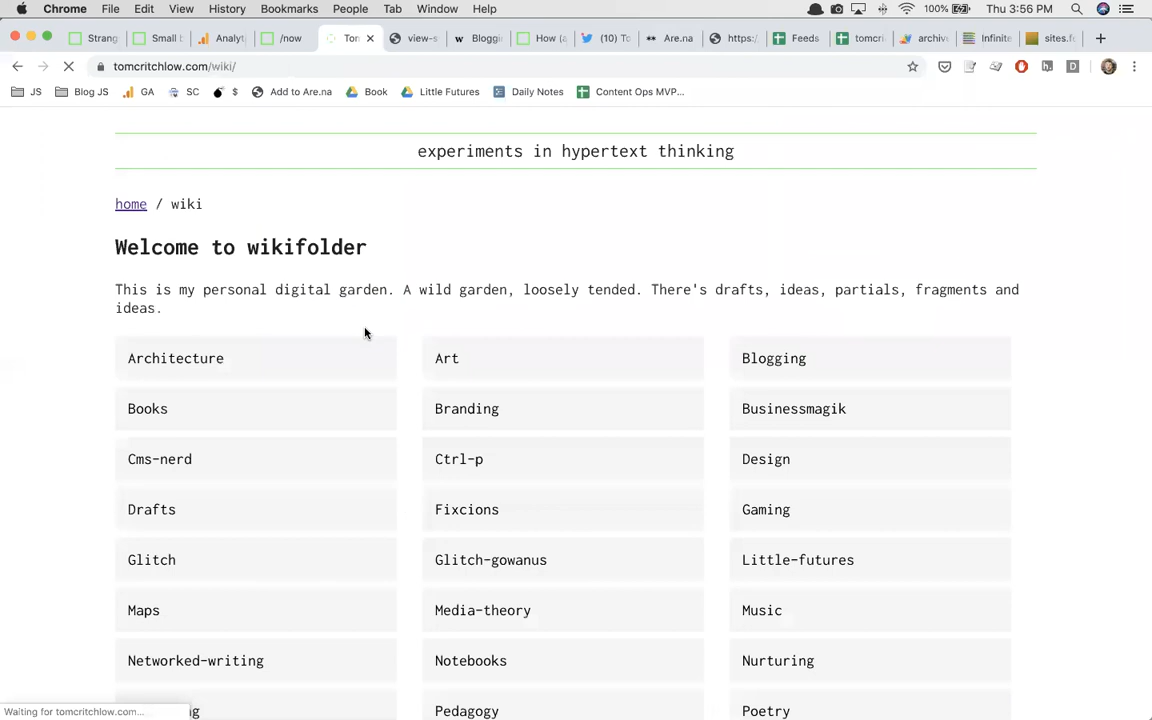 Chrome File Edit View History Bookmarks People Tab Window Help 100% Thu 3:56 PM
Strang Small b Analyt /now Tom view-s Bloggi How (a (10) To Are.na https: Feeds tomcri archiv Infinite sites.f
tomcritchlow.com/wiki/
JS Blog JS GA SC $ Add to Are.na Book Little Futures Daily Notes Content Ops MVP...
experiments in hypertext thinking
home / wiki
Welcome to wikifolder
This is my personal digital garden. A wild garden, loosely tended. There's drafts, ideas, partials, fragments and
ideas.
Architecture Art Blogging
Books Branding Businessmagik
Cms-nerd Ctrl-p Design
Drafts Fixcions Gaming
Glitch Glitch-gowanus Little-futures
Maps Media-theory Music
Networked-writing Notebooks Nurturing
Pedagogy Poetry
Waiting for tomcritchlow.com...